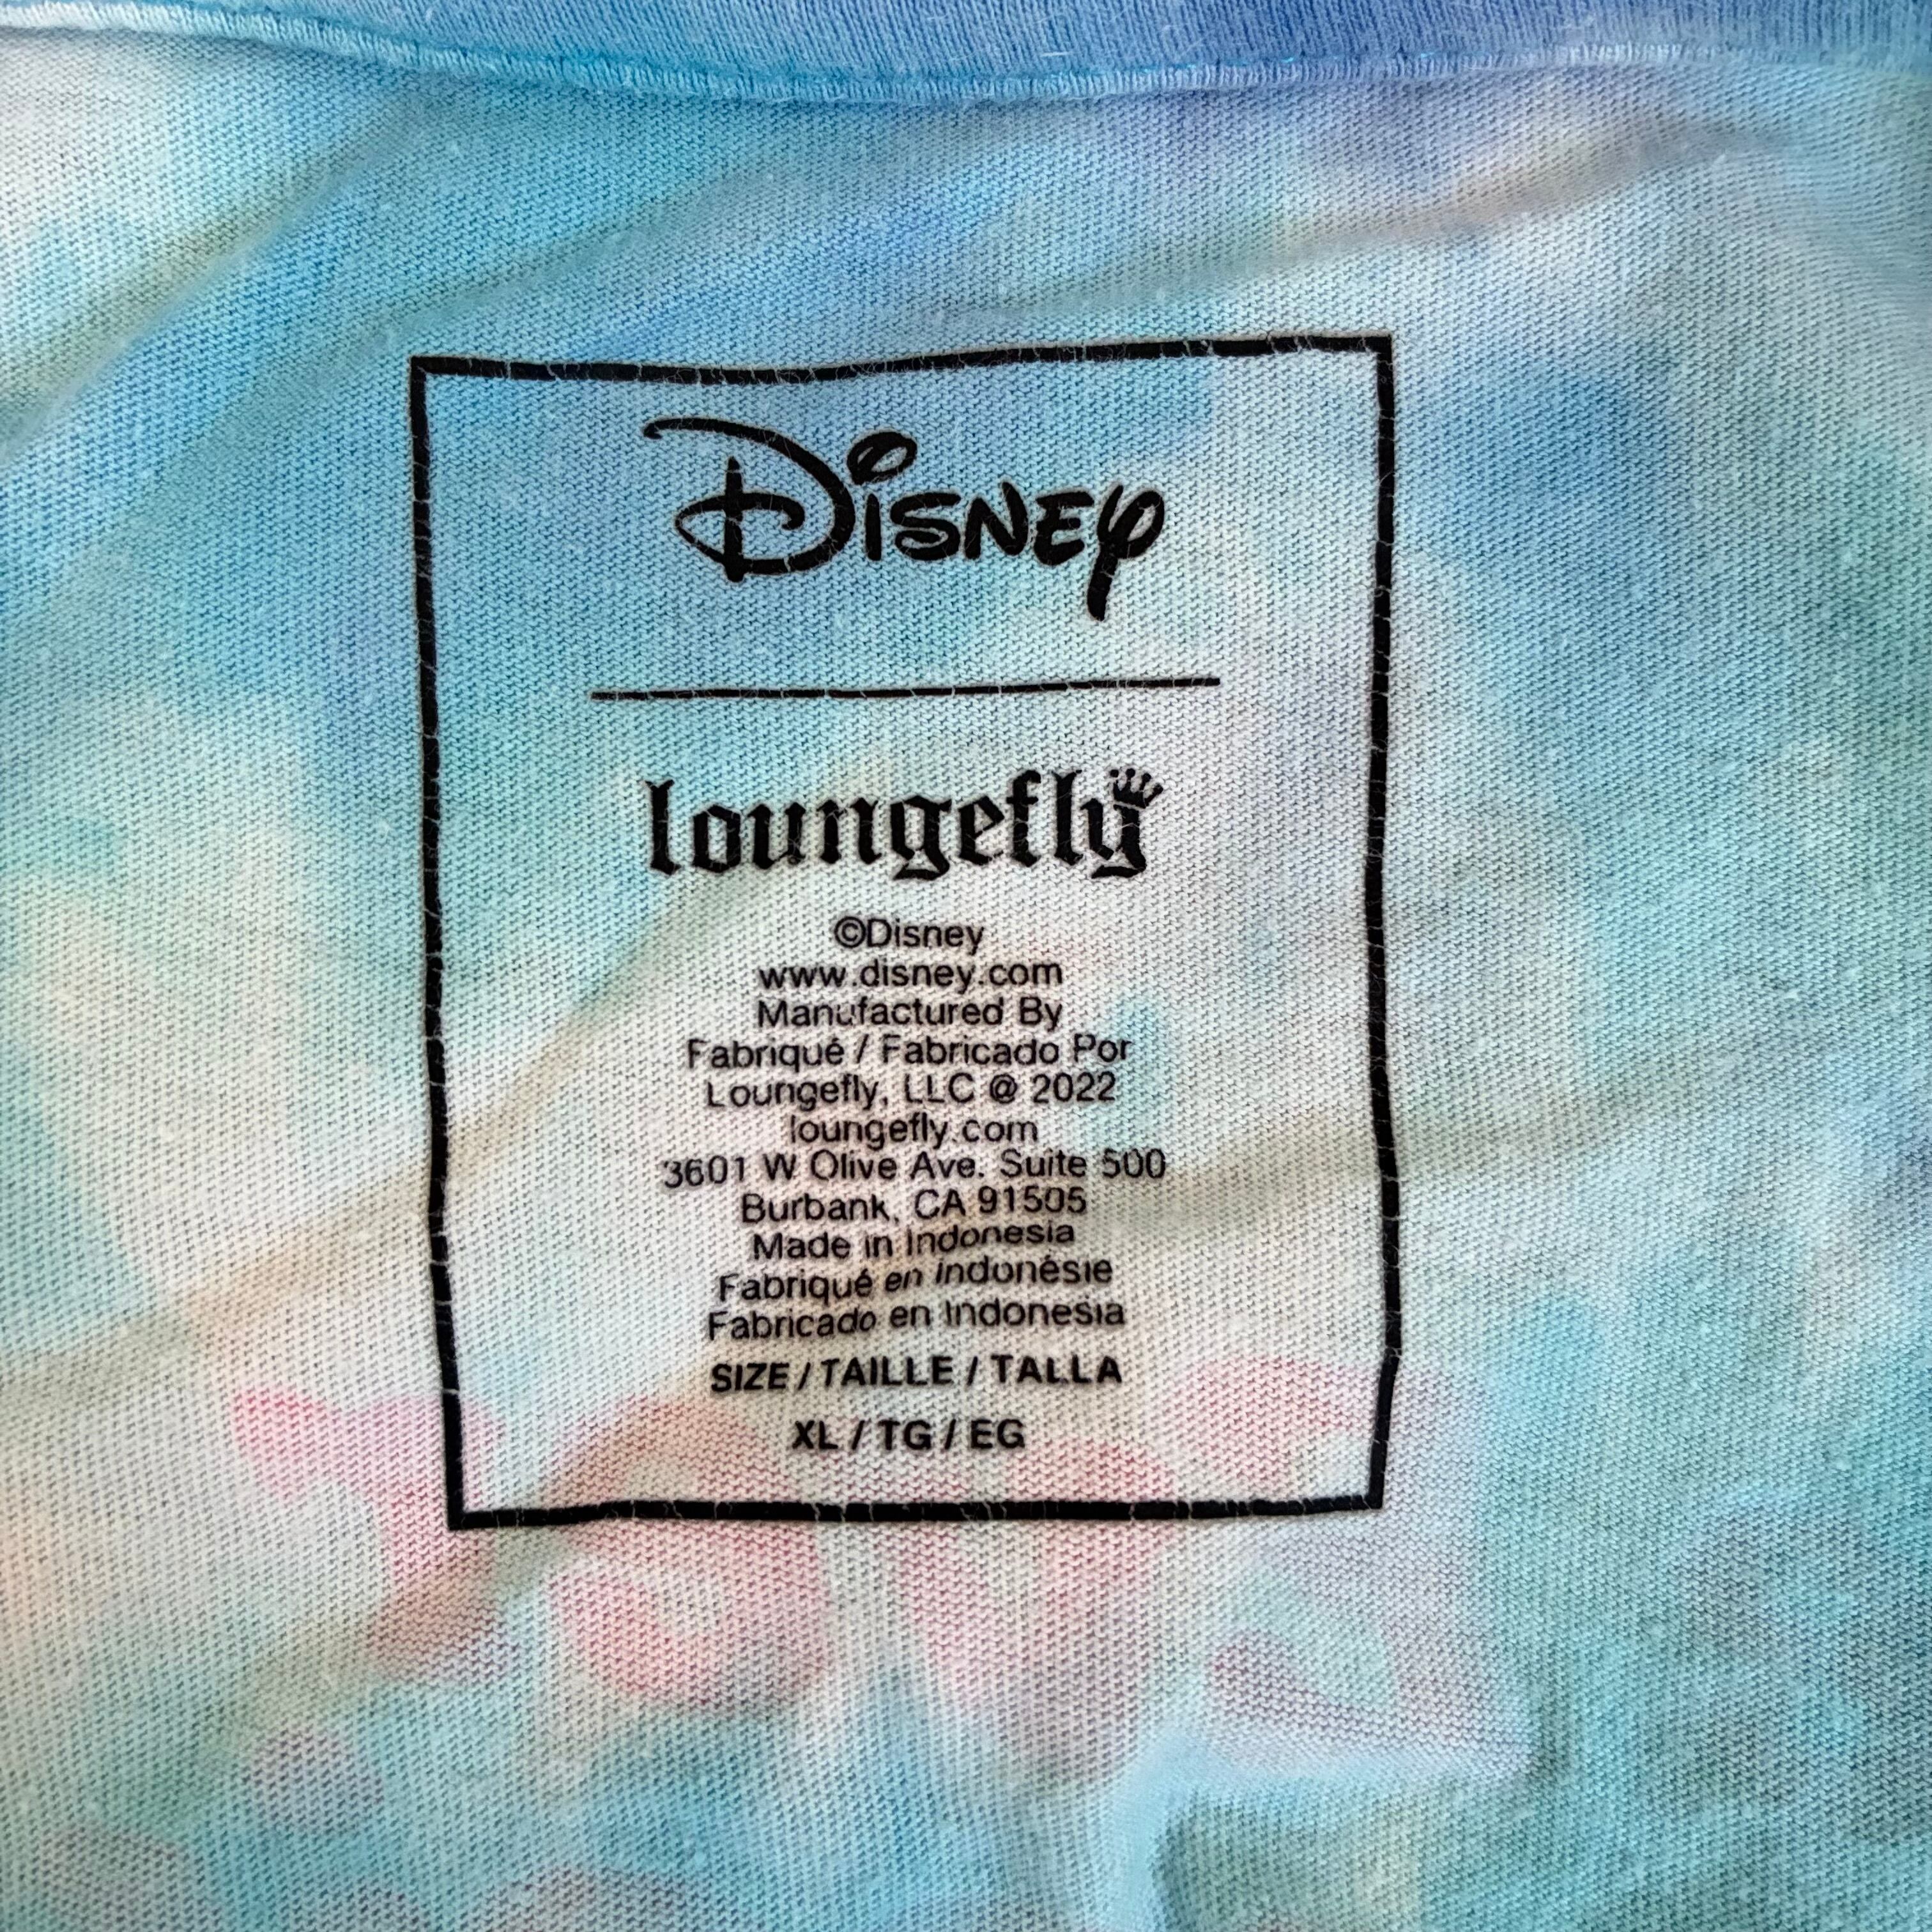 Disney
loungefly
©Disney
www.disney.com
Manufactured By
Fabriqué / Fabricado Por
Loungefly, LLC @ 2022
loungefly.com
3601 W Olive Ave. Suite 500
Burbank, CA 91505
Made in Indonesia
Fabriqué en Indonésie
Fabricado en Indonesia
SIZE / TAILLE / TALLA
XL / TG / EG